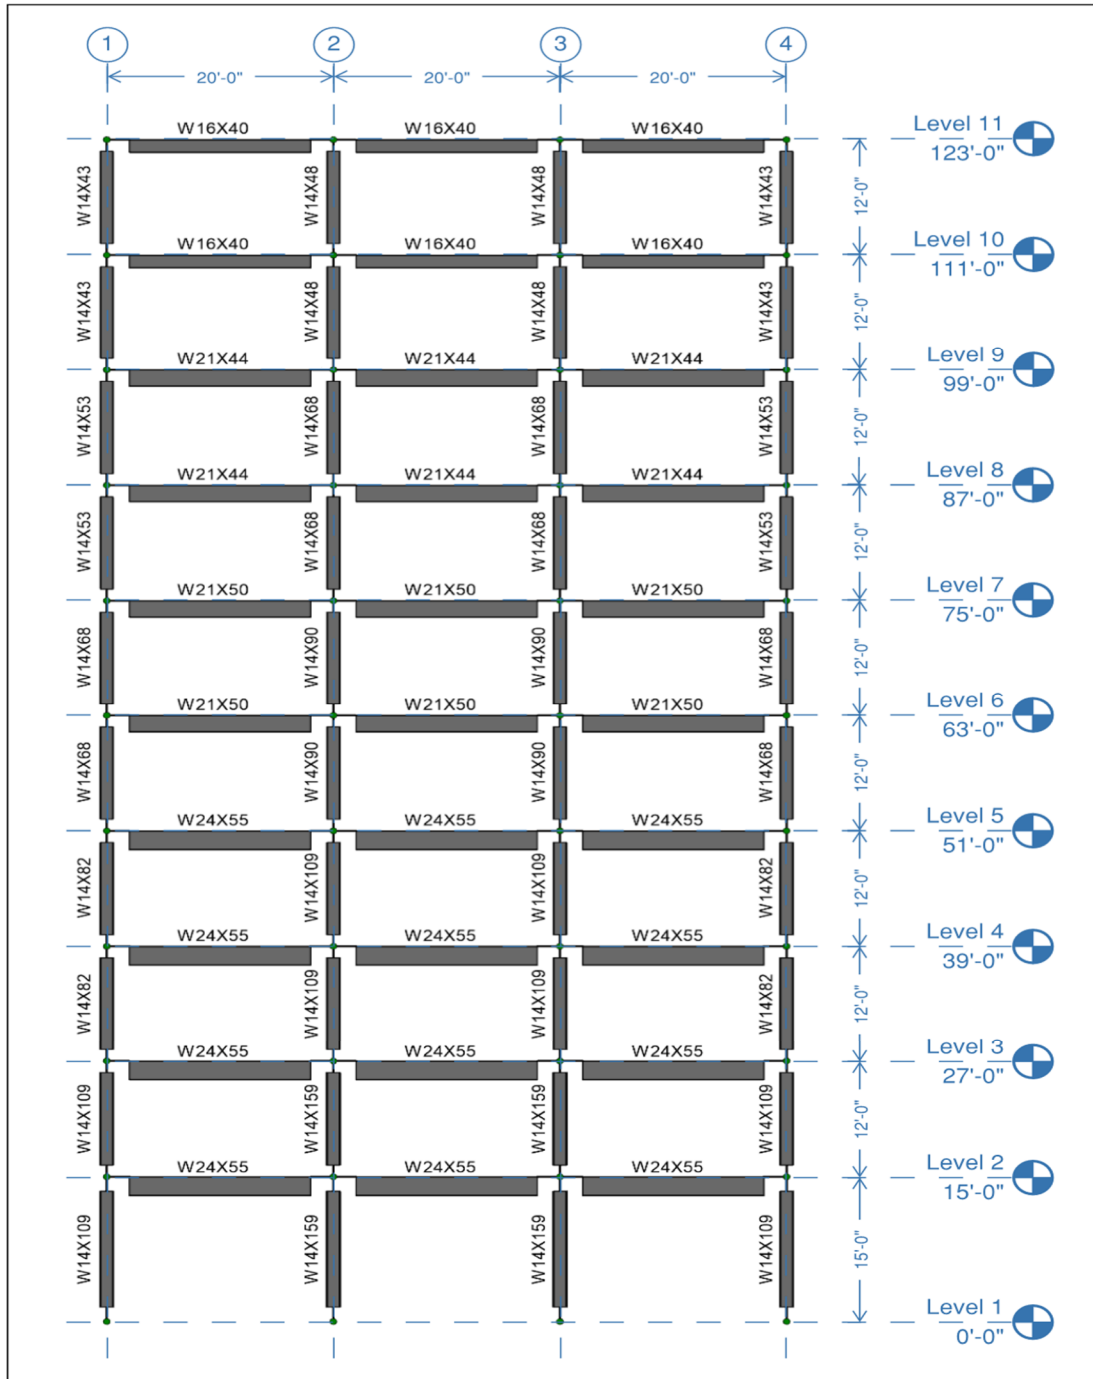 1 2 3 4
20'-0" 20'-0" 20'-0"
W16X40 W16X40 W16X40 Level 11
123'-0"
W14X43 W14X48 W14X48 W14X43 12'-0"
W16X40 W16X40 W16X40 Level 10
111'-0"
W14X43 W14X48 W14X48 W14X43 12'-0"
W21X44 W21X44 W21X44 Level 9
99'-0"
W14X53 W14X68 W14X68 W14X53 12'-0"
W21X44 W21X44 W21X44 Level 8
87'-0"
W14X53 W14X68 W14X68 W14X53 12'-0"
W21X50 W21X50 W21X50 Level 7
75'-0"
W14X68 W14X90 W14X90 W14X68 12'-0"
W21X50 W21X50 W21X50 Level 6
63'-0"
W14X68 W14X90 W14X90 W14X68 12'-0"
W24X55 W24X55 W24X55 Level 5
51'-0"
W14X82 W14X109 W14X109 W14X82 12'-0"
W24X55 W24X55 W24X55 Level 4
39'-0"
W14X82 W14X109 W14X109 W14X82 12'-0"
W24X55 W24X55 W24X55 Level 3
27'-0"
W14X109 W14X159 W14X159 W14X109 12'-0"
W24X55 W24X55 W24X55 Level 2
15'-0"
W14X109 W14X159 W14X159 W14X109 15'-0"
Level 1
0'-0"